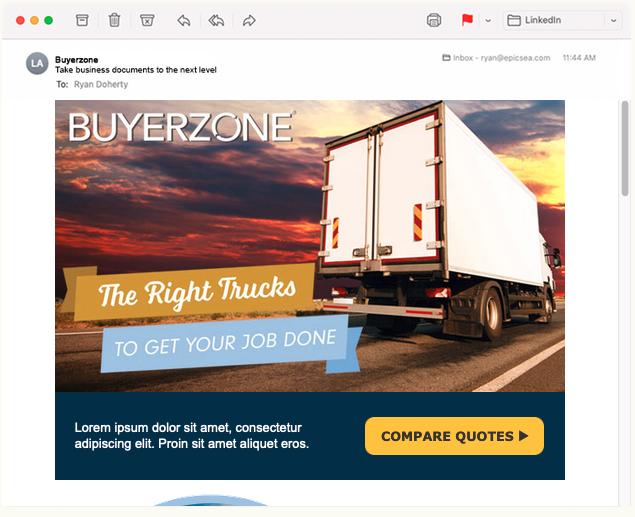 LinkedIn
LA
Buyerzone
Inbox - ryan@epicsea.com 11:44 AM
Take business documents to the next level
To: Ryan Doherty
BUYERZONE
The Right Trucks
TO GET YOUR JOB DONE
Lorem ipsum dolor sit amet, consectetur
adipiscing elit. Proin sit amet aliquet eros.
COMPARE QUOTES